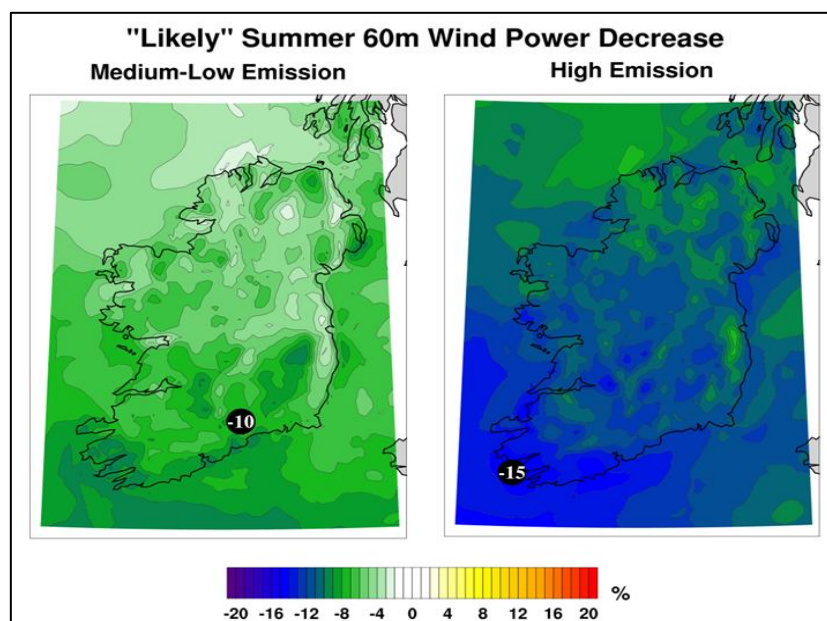 "Likely" Summer 60m Wind Power Decrease
Medium-Low Emission
High Emission
-10
-15
-20 -16 -12 -8 -4 0 4 8 12 16 20
%